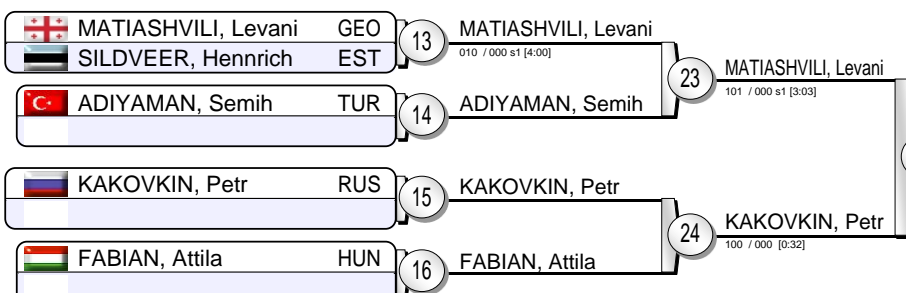 MATIASHVILI, Levani GEO
SILDVEER, Hennrich EST
13
MATIASHVILI, Levani
010 / 000 s1 [4:00]
ADIYAMAN, Semih TUR
14
ADIYAMAN, Semih
23
MATIASHVILI, Levani
101 / 000 s1 [3:03]
KAKOVKIN, Petr RUS
15
KAKOVKIN, Petr
FABIAN, Attila HUN
16
FABIAN, Attila
24
KAKOVKIN, Petr
100 / 000 [0:32]